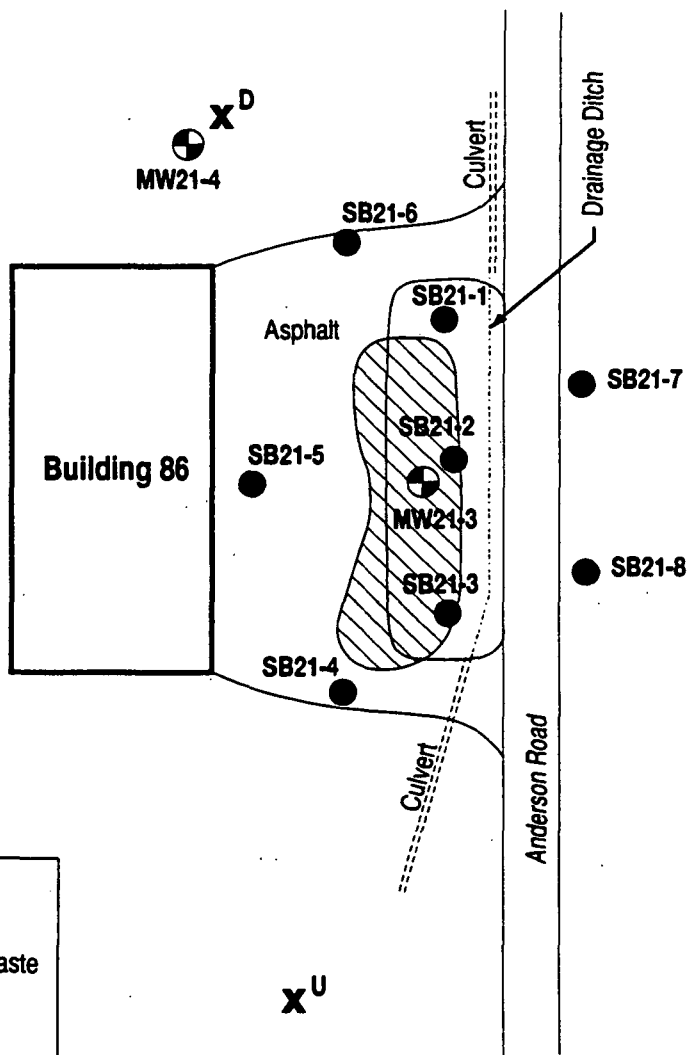 X D
MW21-4
Culvert
Drainage Ditch
SB21-6
SB21-1
Asphalt
SB21-7
SB21-2
SB21-5
Building 86
MW21-3
SB21-8
SB21-3
SB21-4
Culvert
Anderson Road
aste
X U